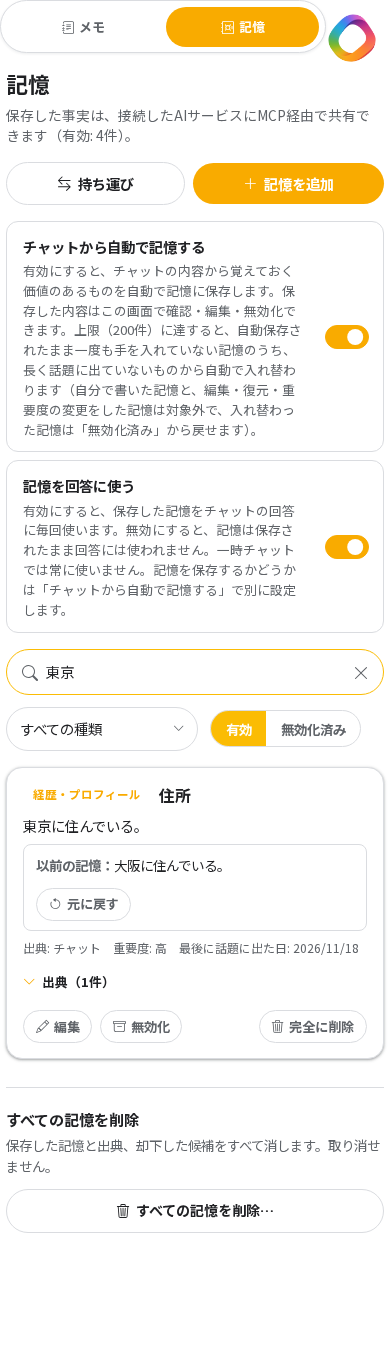 メモ
記憶
記憶
保存した事実は、接続したAIサービスにMCP経由で共有で
きます（有効: 4件）。
持ち運び
記憶を追加
チャットから自動で記憶する
有効にすると、チャットの内容から覚えておく
価値のあるものを自動で記憶に保存します。保
存した内容はこの画面で確認・編集・無効化で
きます。上限（200件）に達すると、自動保存さ
れたまま一度も手を入れていない記憶のうち、
長く話題に出ていないものから自動で入れ替わ
ります（自分で書いた記憶と、編集・復元・重
要度の変更をした記憶は対象外で、入れ替わっ
た記憶は「無効化済み」から戻せます）。
記憶を回答に使う
有効にすると、保存した記憶をチャットの回答
に毎回使います。無効にすると、記憶は保存さ
れたまま回答には使われません。一時チャット
では常に使いません。記憶を保存するかどうか
は「チャットから自動で記憶する」で別に設定
します。
東京
すべての種類
有効
無効化済み
経歴・プロフィール 住所
東京に住んでいる。
以前の記憶：大阪に住んでいる。
元に戻す
出典: チャット 重要度: 高 最後に話題に出た日: 2026/11/18
出典（1件）
編集
無効化
完全に削除
すべての記憶を削除
保存した記憶と出典、却下した候補をすべて消します。取り消せ
ません。
すべての記憶を削除…